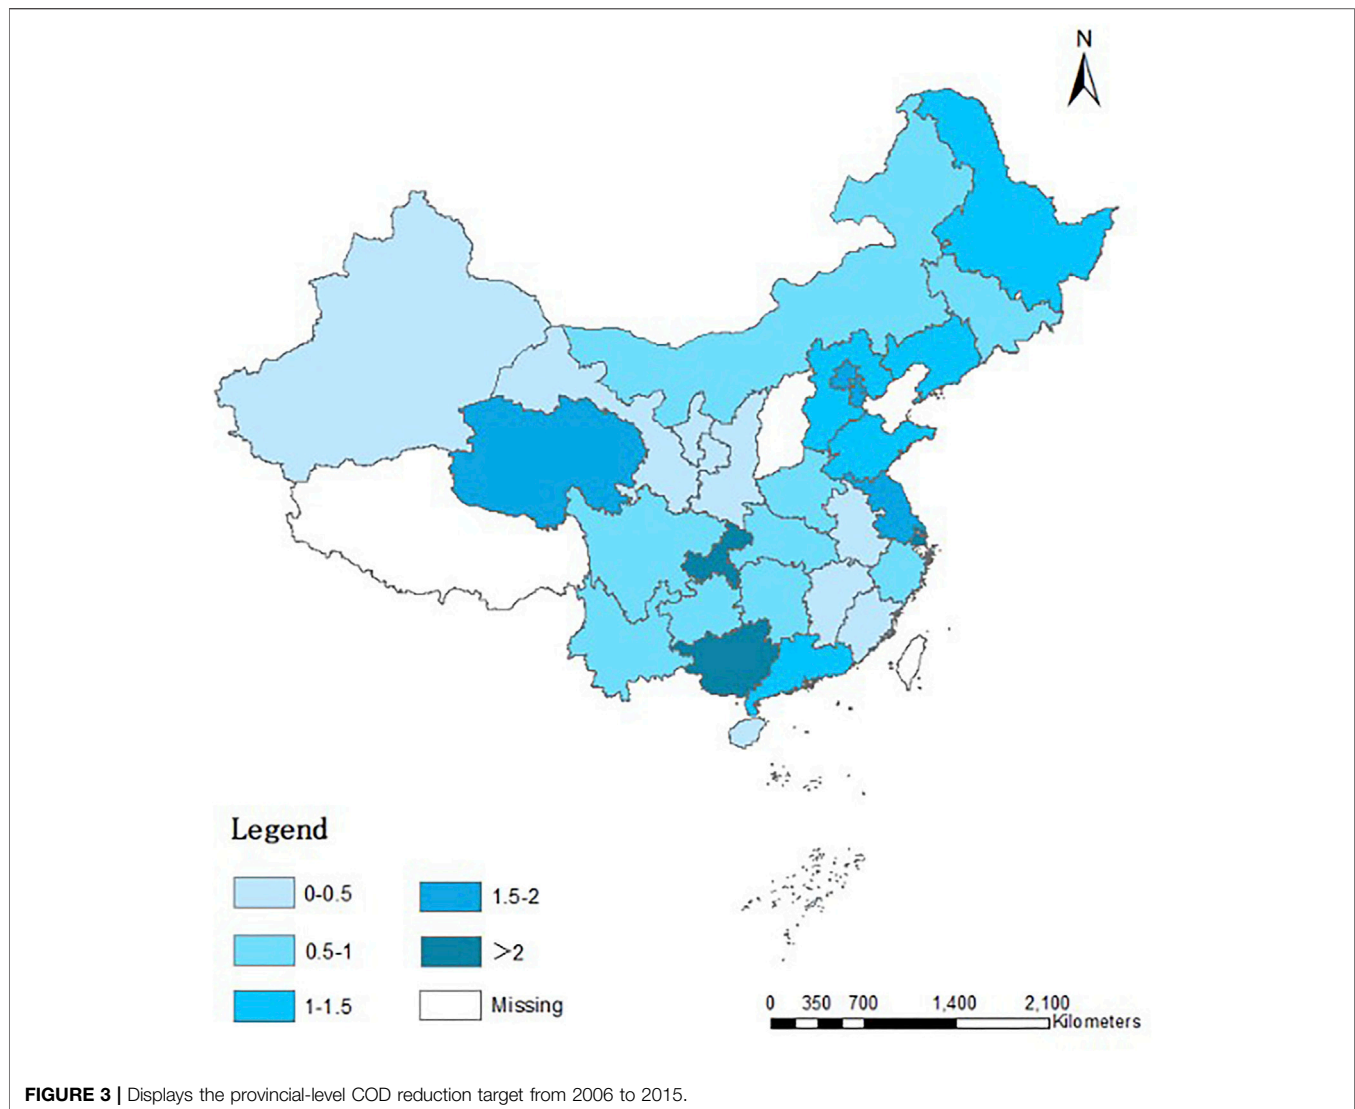 N
Legend
0-0.5
0.5-1
1-1.5
1.5-2
>2
Missing
0 350 700 1,400 2,100
Kilometers
FIGURE 3 | Displays the provincial-level COD reduction target from 2006 to 2015.